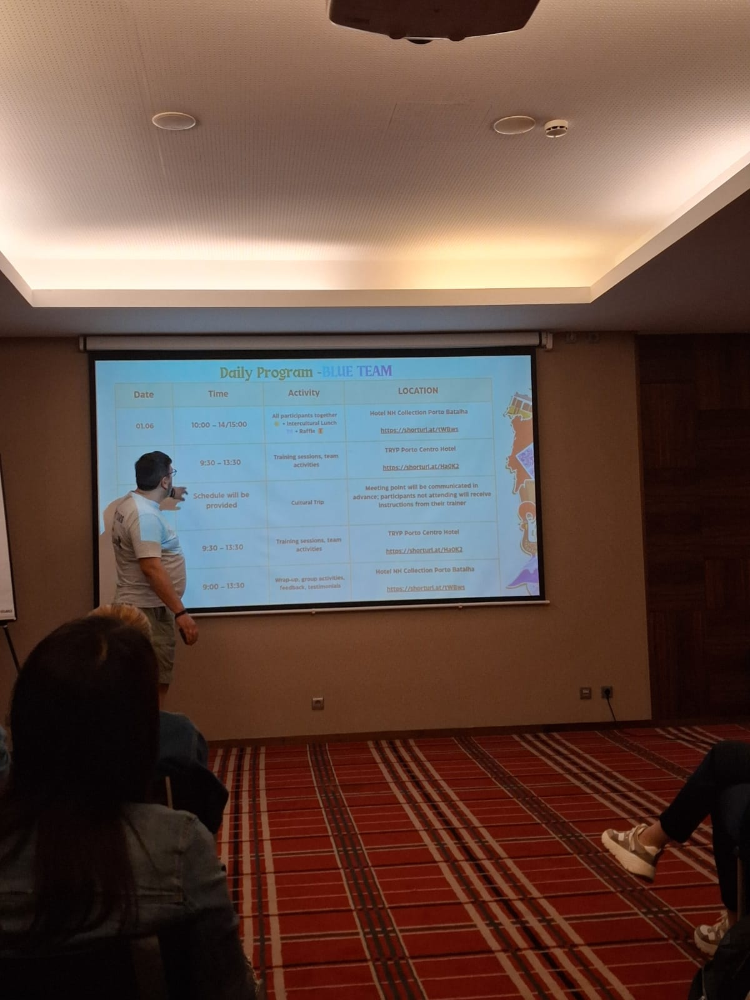 Daily Program - BLUE TEAM
Date Time Activity LOCATION
01.06
10:00 – 14/15:00
All participants together
+ Intercultural Lunch
+ Raffle
Hotel NH Collection Porto Batalha
https://shorturl.at/tWBws
9:30 – 13:30
Training sessions, team
activities
TRYP Porto Centro Hotel
https://shorturl.at/Ha0K2
Schedule will be
provided
Cultural Trip
Meeting point will be communicated in
advance; participants not attending will receive
instructions from their trainer
9:30 – 13:30
Training sessions, team
activities
TRYP Porto Centro Hotel
https://shorturl.at/Ha0K2
9:00 – 13:30
Wrap-up, group activities,
feedback, testimonials
Hotel NH Collection Porto Batalha
https://shorturl.at/tWBws